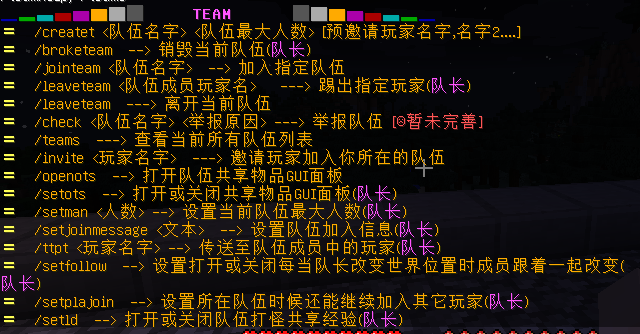 TEAM
= /createt <队伍名字> <队伍最大人数> [预邀请玩家名字,名字2....]
= /broketeam --> 销毁当前队伍(队长)
= /jointeam <队伍名字> --> 加入指定队伍
= /leaveteam <队伍成员玩家名> ---> 踢出指定玩家(队长)
= /leaveteam ---> 离开当前队伍
= /check <队伍名字> <举报原因> ---> 举报队伍 [@暂未完善]
= /teams ---> 查看当前所有队伍列表
= /invite <玩家名字> ---> 邀请玩家加入你所在的队伍
= /openots --> 打开队伍共享物品GUI面板
= /setots --> 打开或关闭共享物品GUI面板(队长)
= /setman <人数> --> 设置当前队伍最大人数(队长)
= /setjoinmessage <文本> --> 设置队伍加入信息(队长)
= /ttpt <玩家名字> --> 传送至队伍成员中的玩家(队长)
= /setfollow --> 设置打开或关闭每当队长改变世界位置时成员跟着一起改变(
队长)
= /setplajoin --> 设置所在队伍时候还能继续加入其它玩家(队长)
= /setld --> 打开或关闭队伍打怪共享经验(队长)